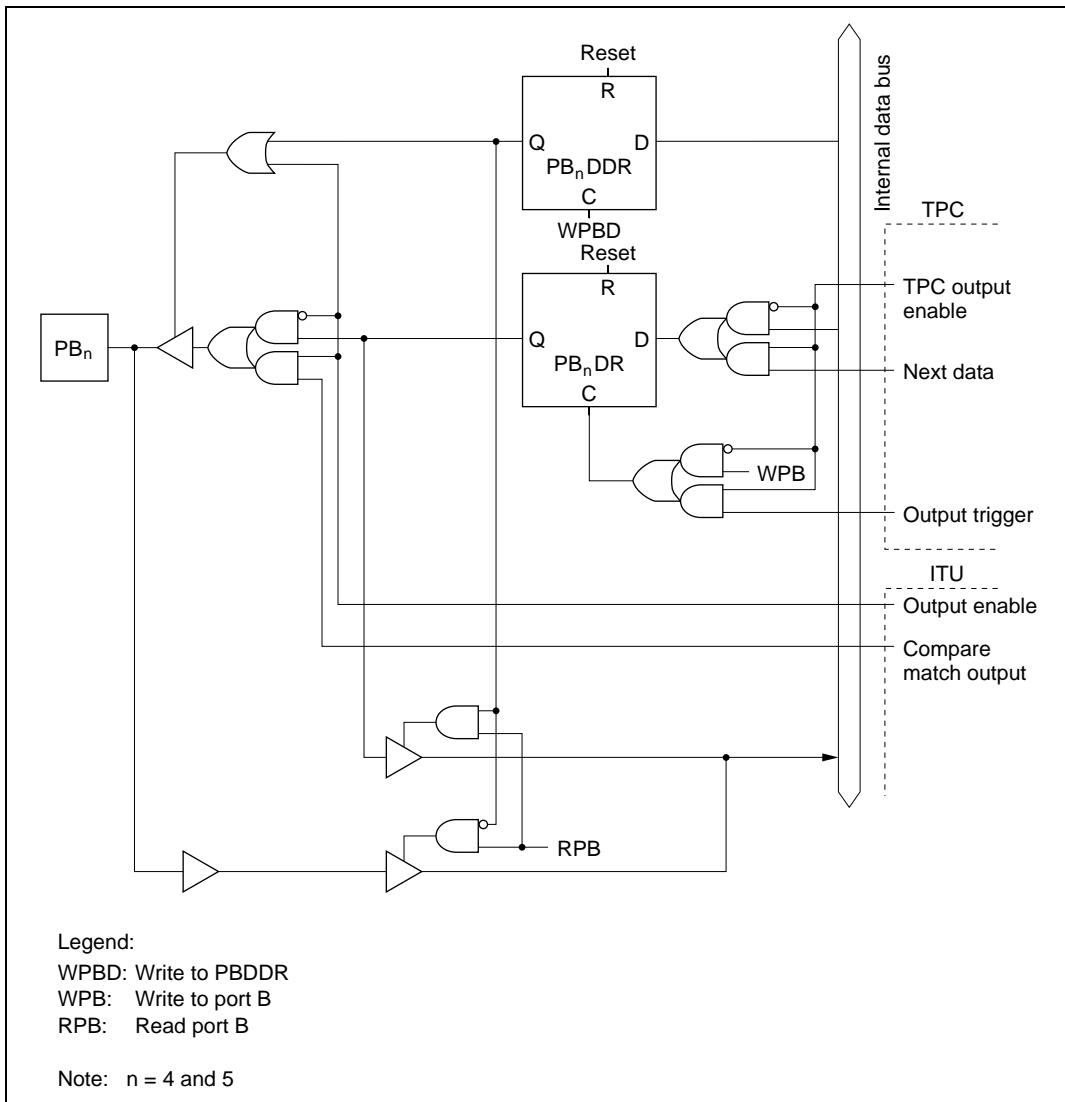 Reset
R
Q
D
PBnDDR
C
WPBD
Internal data bus
TPC
Reset
R
TPC output
enable
PBn
Q
D
PBnDR
C
Next data
WPB
Output trigger
ITU
Output enable
Compare
match output
RPB
Legend:
WPBD: Write to PBDDR
WPB: Write to port B
RPB: Read port B
Note: n = 4 and 5